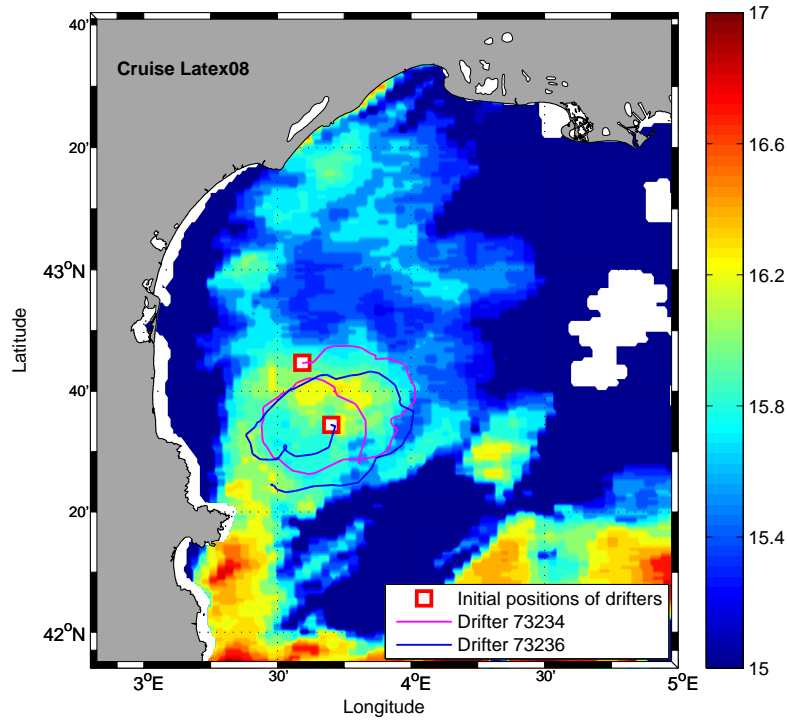 Cruise Latex08
40'
20'
43°N
40'
20'
42°N
Latitude
3°E
30'
4°E
30'
5°E
Longitude
Initial positions of drifters
Drifter 73234
Drifter 73236
17
16.6
16.2
15.8
15.4
15